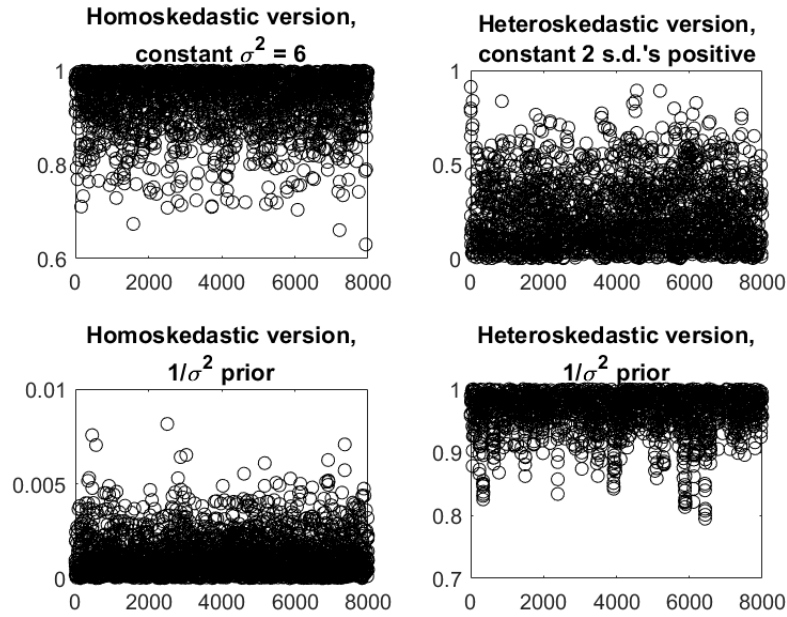 Homoskedastic version,
constant σ² = 6
1
0.8
0.6
0 2000 4000 6000 8000
Heteroskedastic version,
constant 2 s.d.'s positive
1
0.5
0
0 2000 4000 6000 8000
Homoskedastic version,
1/σ² prior
0.01
0.005
0
0 2000 4000 6000 8000
Heteroskedastic version,
1/σ² prior
1
0.9
0.8
0.7
0 2000 4000 6000 8000